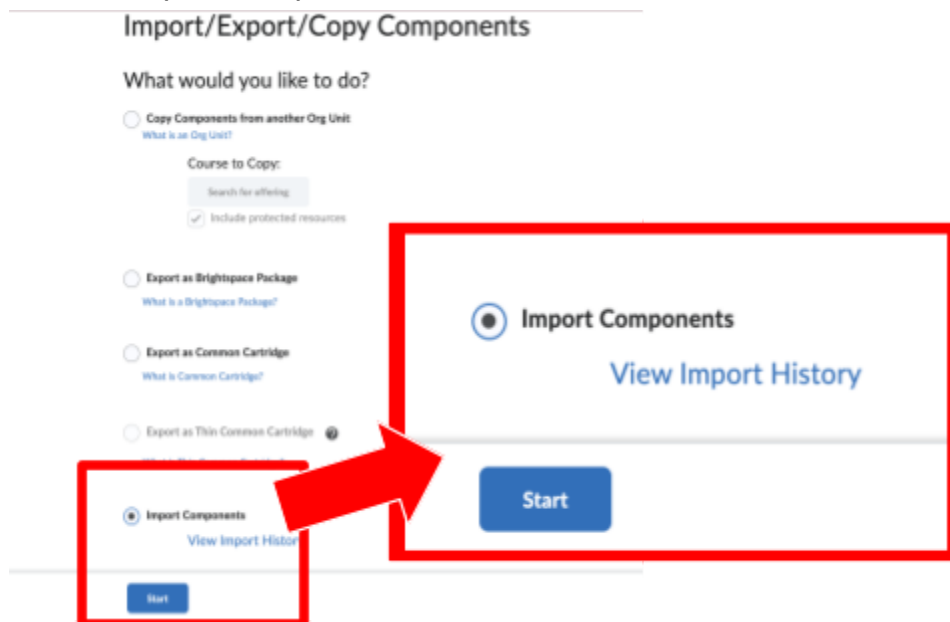 Import/Export/Copy Components
What would you like to do?
Copy Components from another Org Unit
What is an Org Unit?
Course to Copy:
Search for offering
Include protected resources
Export as Brightspace Package
What is a Brightspace Package?
Export as Common Cartridge
What is Common Cartridge?
Export as Thin Common Cartridge
Import Components
View Import Histor
Start
Import Components
View Import History
Start